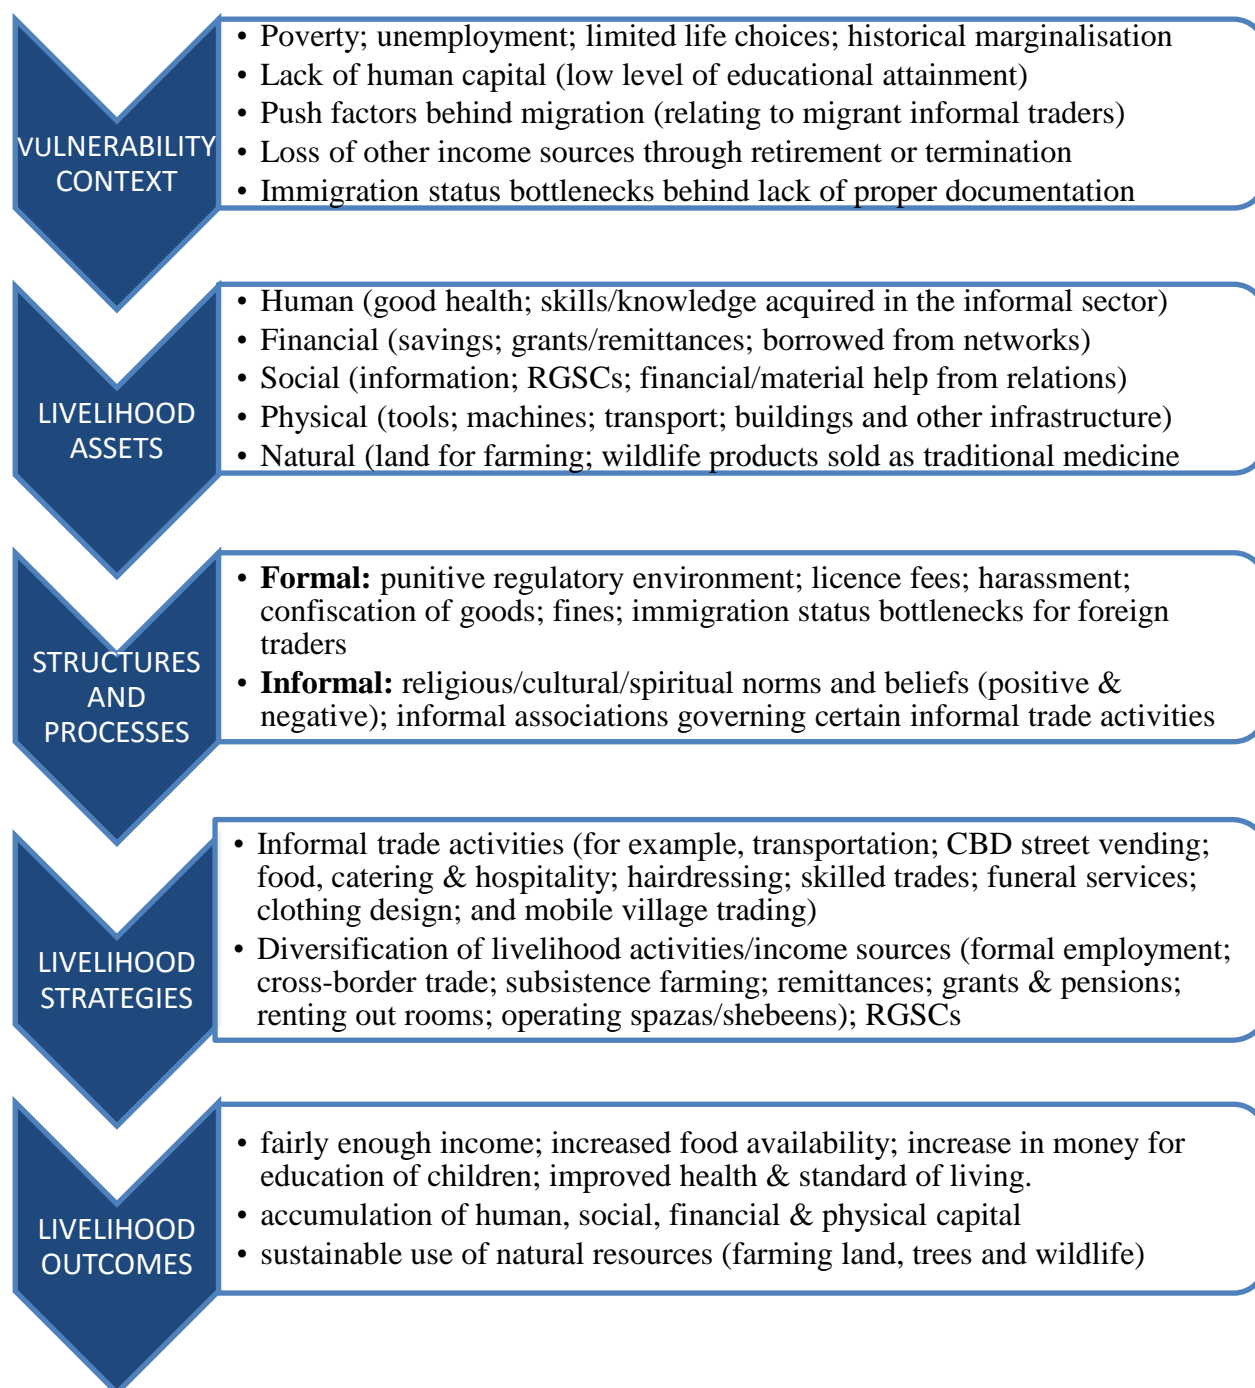 VULNERABILITY
CONTEXT
• Poverty; unemployment; limited life choices; historical marginalisation
• Lack of human capital (low level of educational attainment)
• Push factors behind migration (relating to migrant informal traders)
• Loss of other income sources through retirement or termination
• Immigration status bottlenecks behind lack of proper documentation
LIVELIHOOD
ASSETS
• Human (good health; skills/knowledge acquired in the informal sector)
• Financial (savings; grants/remittances; borrowed from networks)
• Social (information; RGSCs; financial/material help from relations)
• Physical (tools; machines; transport; buildings and other infrastructure)
• Natural (land for farming; wildlife products sold as traditional medicine
STRUCTURES
AND
PROCESSES
• Formal: punitive regulatory environment; licence fees; harassment;
confiscation of goods; fines; immigration status bottlenecks for foreign
traders
• Informal: religious/cultural/spiritual norms and beliefs (positive &
negative); informal associations governing certain informal trade activities
LIVELIHOOD
STRATEGIES
• Informal trade activities (for example, transportation; CBD street vending;
food, catering & hospitality; hairdressing; skilled trades; funeral services;
clothing design; and mobile village trading)
• Diversification of livelihood activities/income sources (formal employment;
cross-border trade; subsistence farming; remittances; grants & pensions;
renting out rooms; operating spazas/shebeens); RGSCs
LIVELIHOOD
OUTCOMES
• fairly enough income; increased food availability; increase in money for
education of children; improved health & standard of living.
• accumulation of human, social, financial & physical capital
• sustainable use of natural resources (farming land, trees and wildlife)